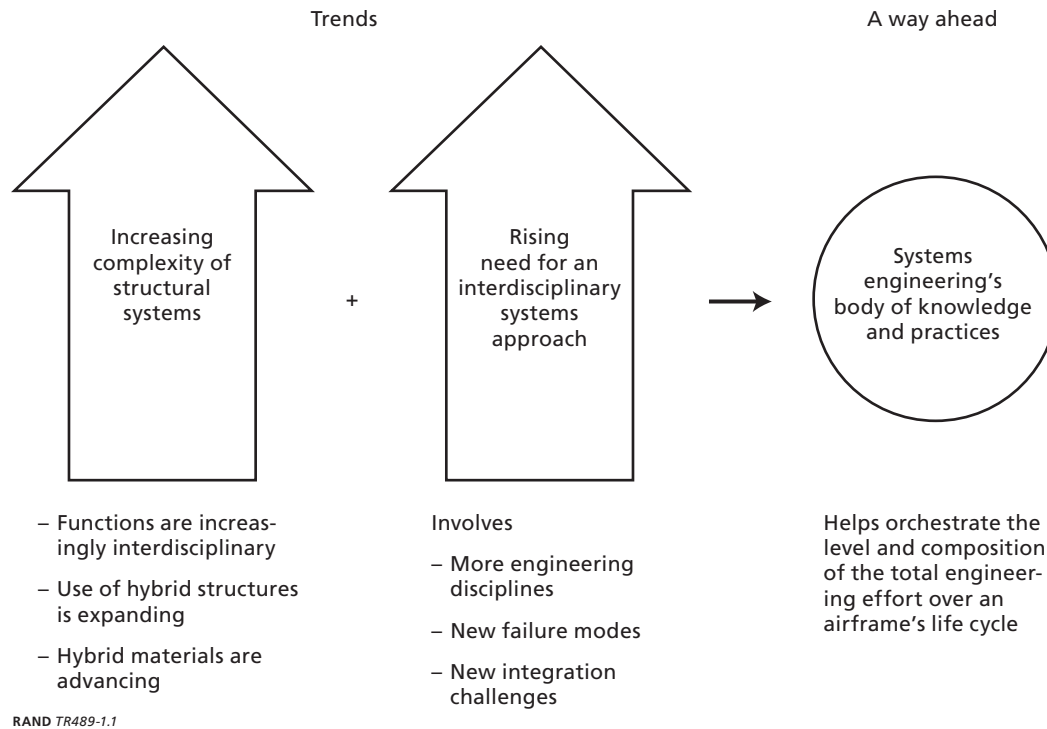 Trends
A way ahead
Increasing
complexity of
structural
systems
+
Rising
need for an
interdisciplinary
systems
approach
Systems
engineering's
body of knowledge
and practices
– Functions are increas-
ingly interdisciplinary
– Use of hybrid structures
is expanding
– Hybrid materials are
advancing
Involves
– More engineering
disciplines
– New failure modes
– New integration
challenges
Helps orchestrate the
level and composition
of the total engineer-
ing effort over an
airframe's life cycle
RAND TR489-1.1